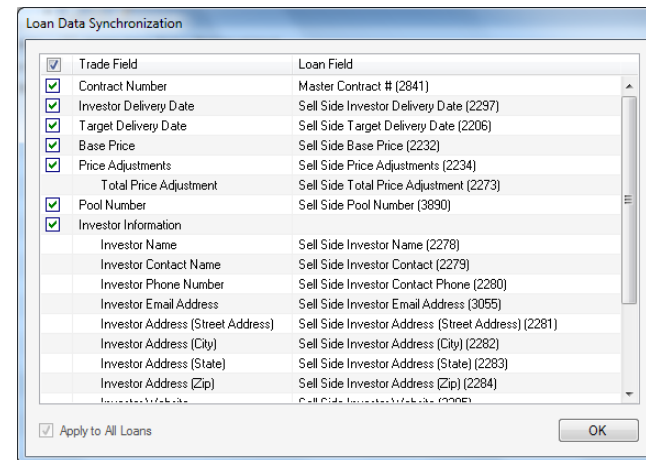 Loan Data Synchronization
Trade Field Loan Field
Contract Number Master Contract # (2841)
Investor Delivery Date Sell Side Investor Delivery Date (2297)
Target Delivery Date Sell Side Target Delivery Date (2206)
Base Price Sell Side Base Price (2232)
Price Adjustments Sell Side Price Adjustments (2234)
Total Price Adjustment Sell Side Total Price Adjustment (2273)
Pool Number Sell Side Pool Number (3890)
Investor Information
Investor Name Sell Side Investor Name (2278)
Investor Contact Name Sell Side Investor Contact (2279)
Investor Phone Number Sell Side Investor Contact Phone (2280)
Investor Email Address Sell Side Investor Email Address (3055)
Investor Address (Street Address) Sell Side Investor Address (Street Address) (2281)
Investor Address (City) Sell Side Investor Address (City) (2282)
Investor Address (State) Sell Side Investor Address (State) (2283)
Investor Address (Zip) Sell Side Investor Address (Zip) (2284)
Apply to All Loans OK